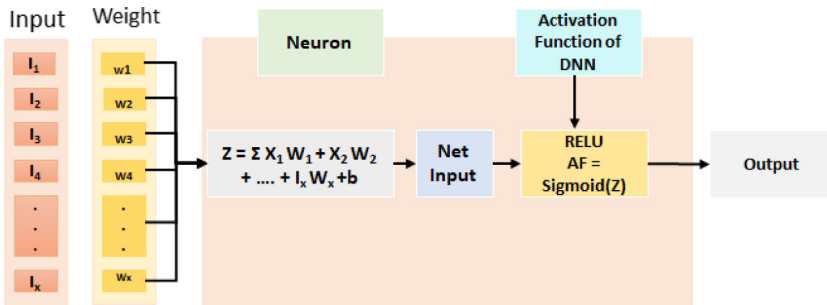 Input
Weight
Neuron
Activation
Function of
DNN
I₁
I₂
I₃
I₄
.
.
.
Iₓ
w1
w2
w3
w4
.
.
.
Wx
Z = Σ X₁ W₁ + X₂ W₂
+ .... + Iₓ Wₓ +b
Net
Input
RELU
AF =
Sigmoid(Z)
Output